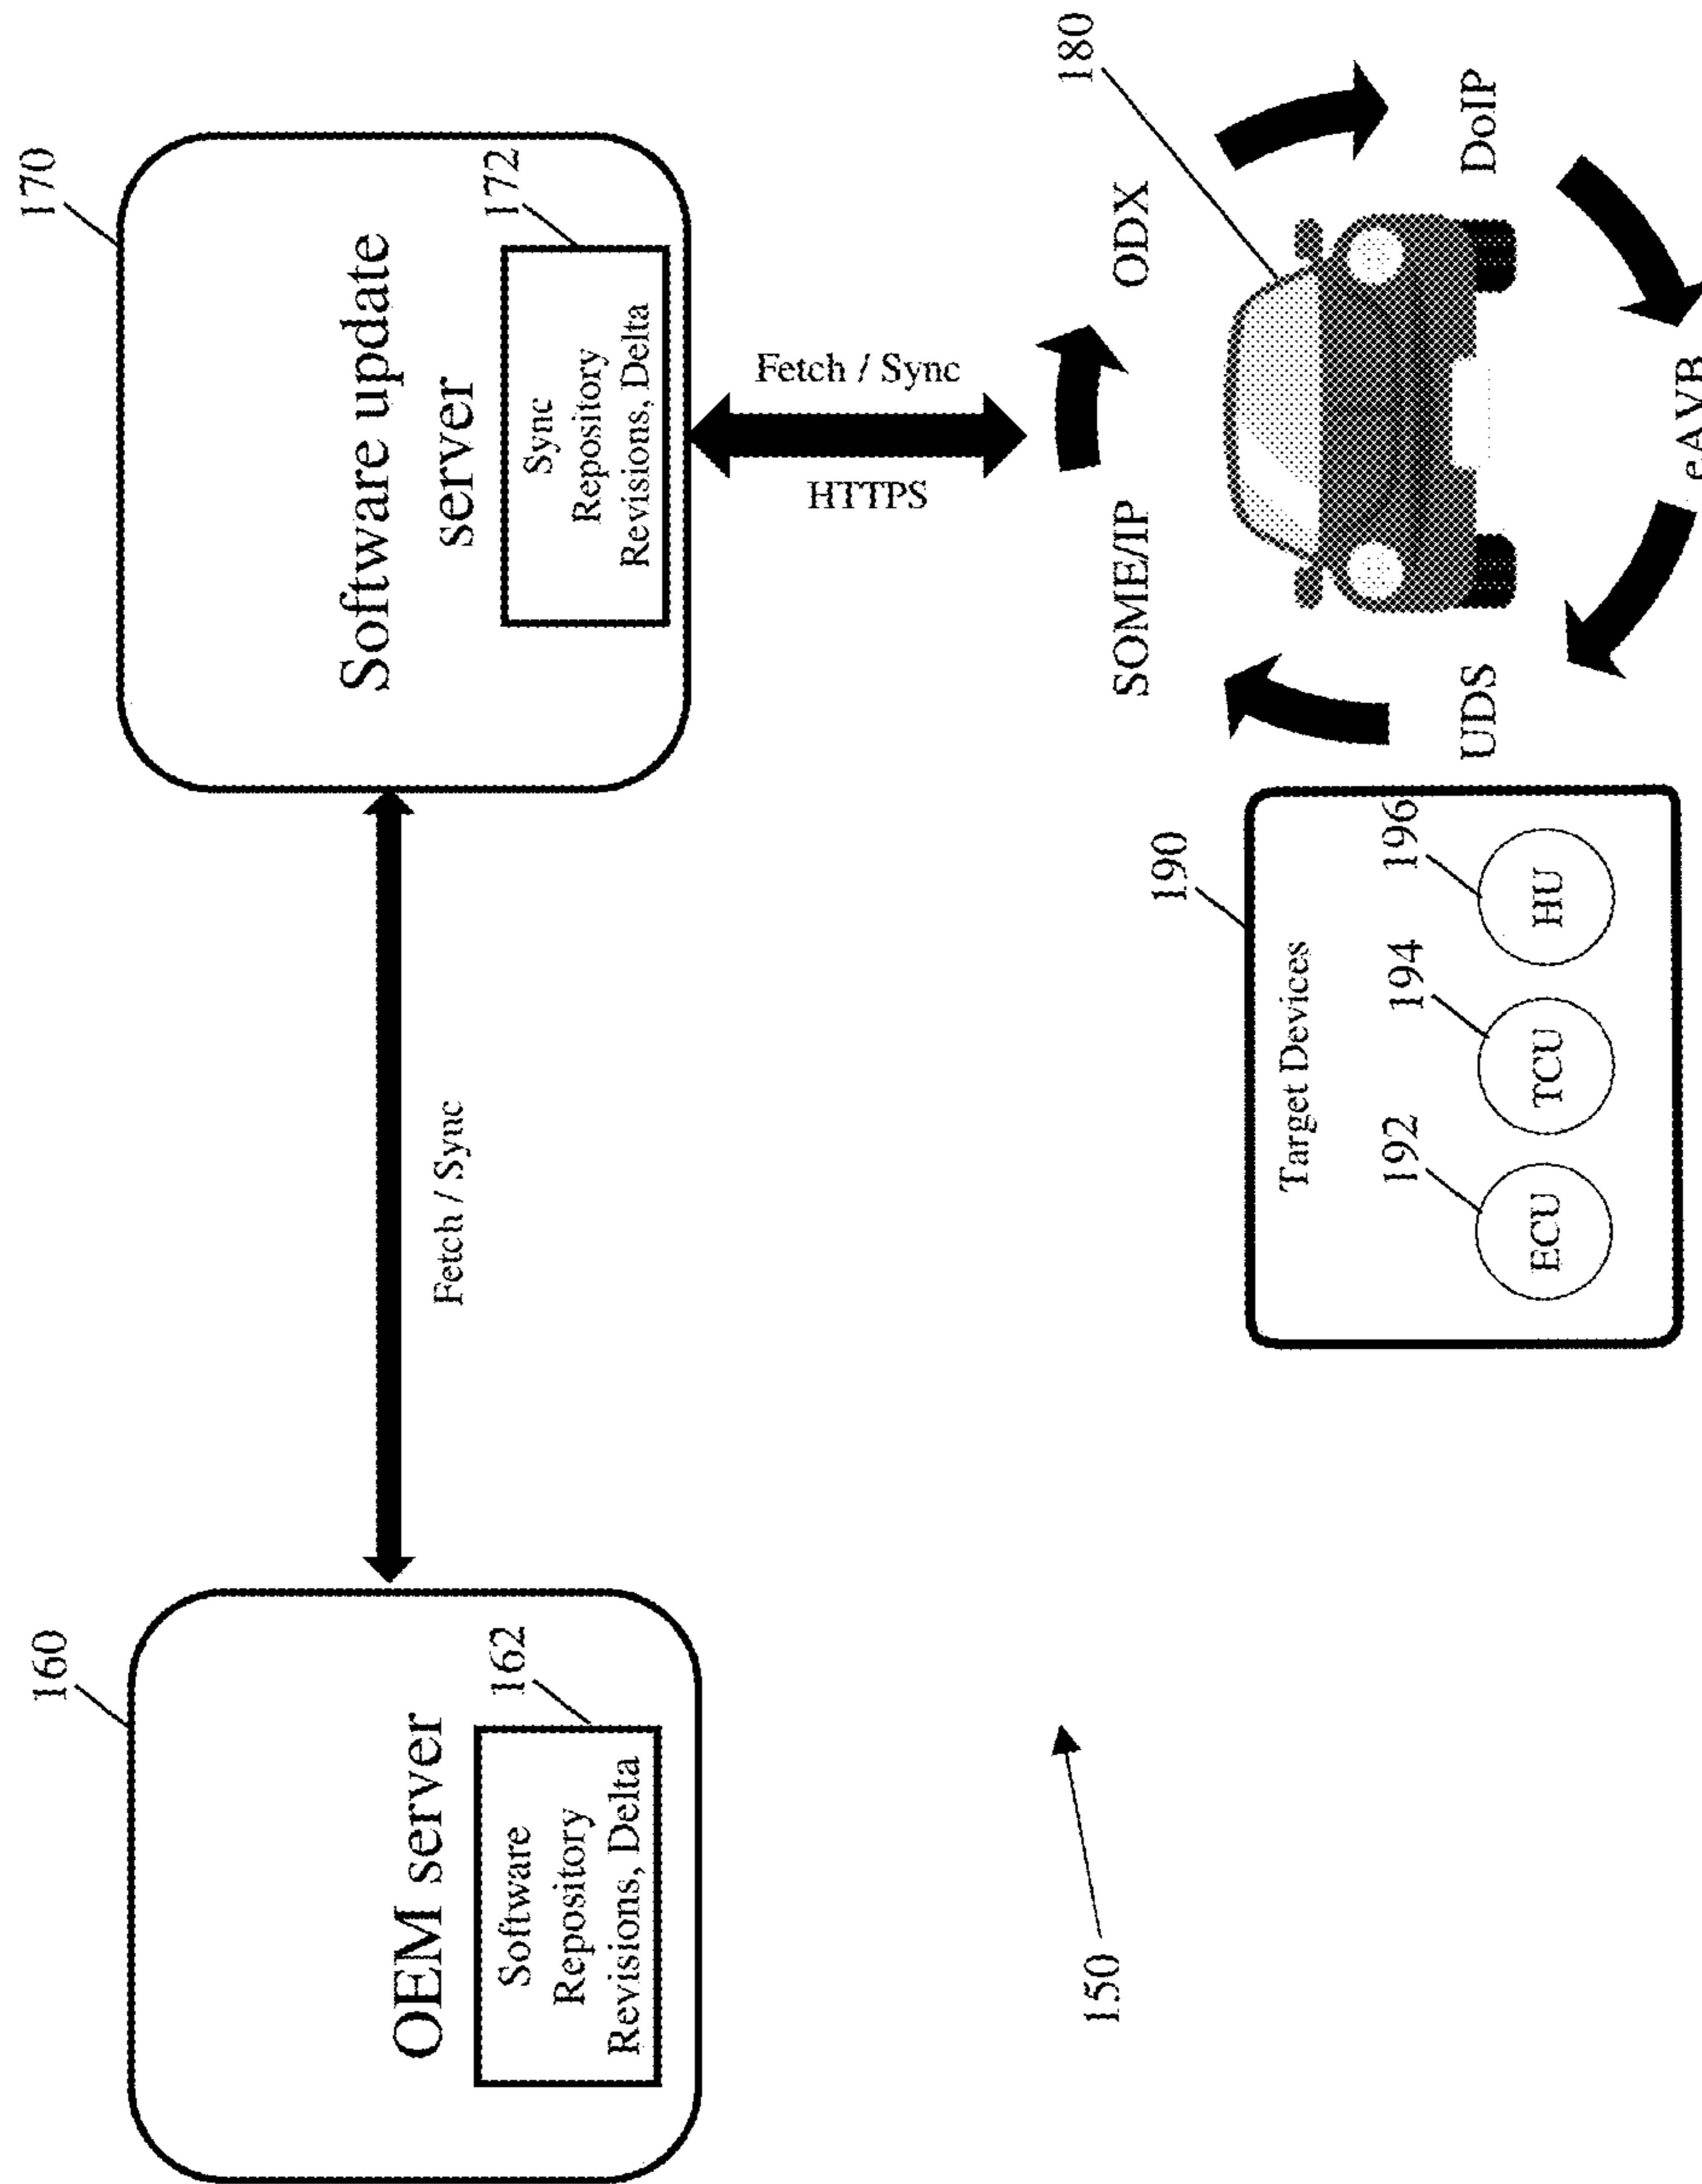 160
OEM server
162
Software
Repository
Revisions, Delta
Fetch / Sync
170
Software update
server
172
Sync
Repository
Revisions, Delta
Fetch / Sync
HTTPS
150
190
Target Devices
192
194
196
ECU
TCU
HU
180
SOME/IP
ODX
UDS
DoIP
eAVB